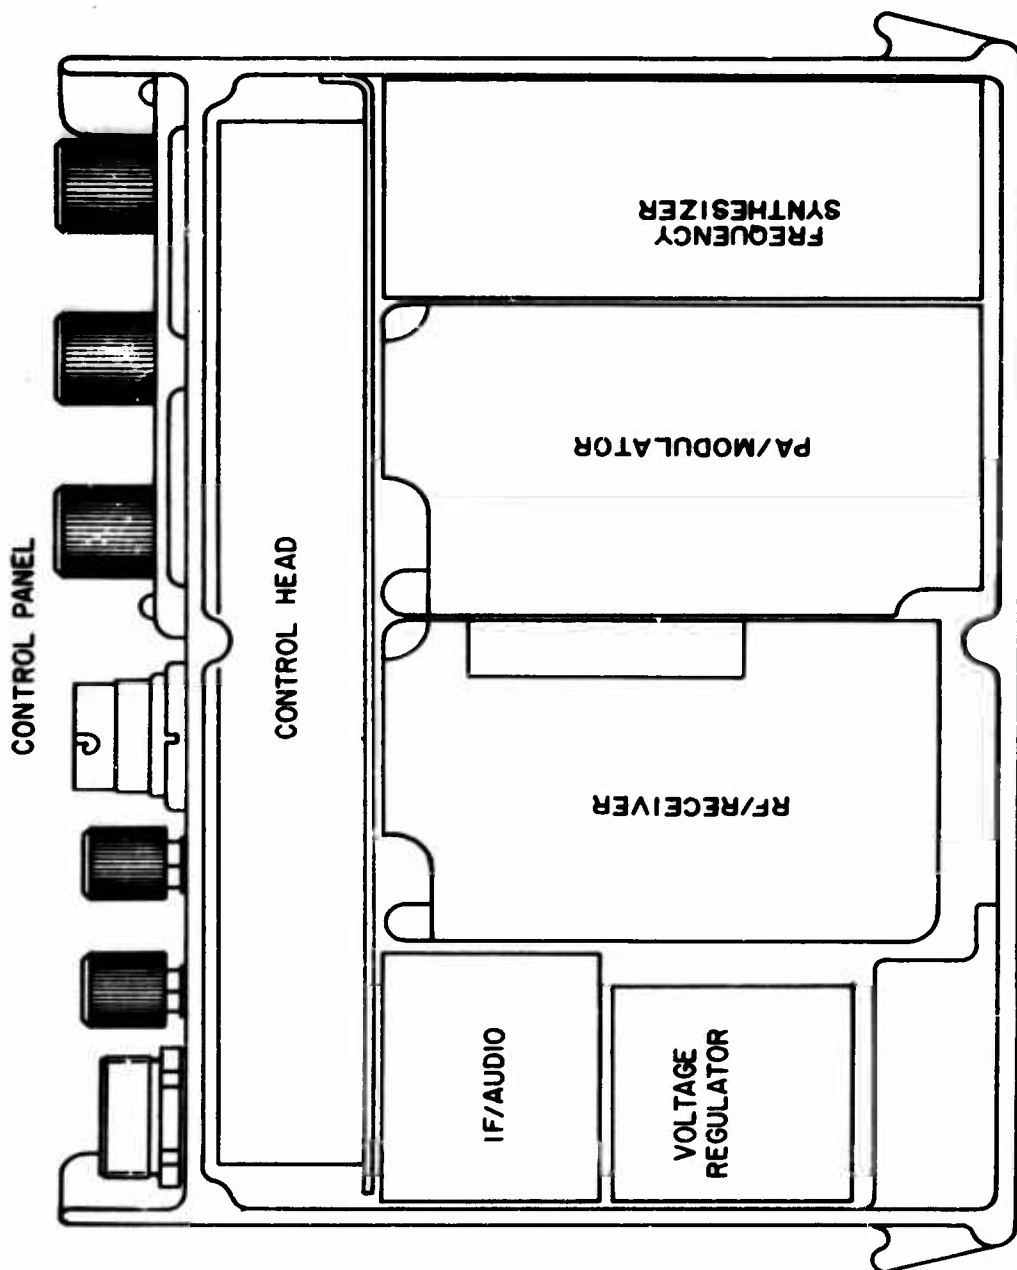 CONTROL PANEL
CONTROL HEAD
FREQUENCY
SYNTHESIZER
PA/MODULATOR
RF/RECEIVER
IF/AUDIO
VOLTAGE
REGULATOR